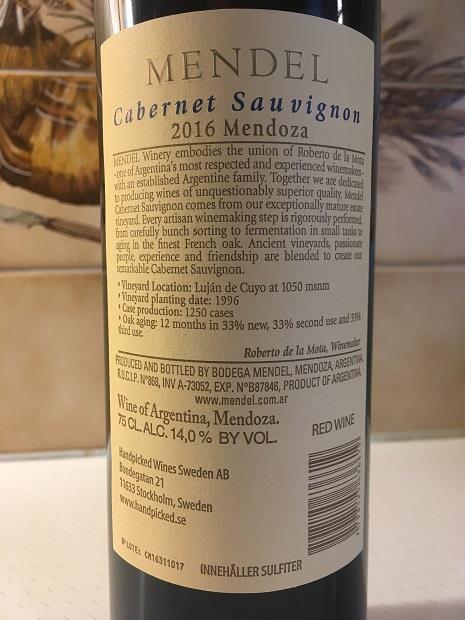 MENDEL
Cabernet Sauvignon
2016 Mendoza
MENDEL Winery embodies the union of Roberto de la Mota
-one of Argentina's most respected and experienced winemakers-
with an established Argentine family. Together we are dedicated
to producing wines of unquestionably superior quality. Mendel
Cabernet Sauvignon comes from our exceptionally mature estate
vineyard. Every artisan winemaking step is rigorously performed,
from carefully bunch sorting to fermentation in small tanks to
aging in the finest French oak. Ancient vineyards, passionate
people, experience and friendship are blended to create our
remarkable Cabernet Sauvignon.
• Vineyard Location: Luján de Cuyo at 1050 msnm
• Vineyard planting date: 1996
• Case production: 1250 cases
• Oak aging: 12 months in 33% new, 33% second use and 33%
third use.
Roberto de la Mota, Winemaker
PRODUCED AND BOTTLED BY BODEGA MENDEL, MENDOZA, ARGENTINA.
R.U.C.I.P. N°868, INV A-73052, EXP. N°B87846, PRODUCT OF ARGENTINA.
www.mendel.com.ar
Wine of Argentina, Mendoza.
75 CL. ALC. 14,0 % BY VOL.
RED WINE
Handpicked Wines Sweden AB
Bondegatan 21
11633 Stockholm, Sweden
www.handpicked.se
N°LOTE: CM16311017
INNEHÅLLER SULFITER